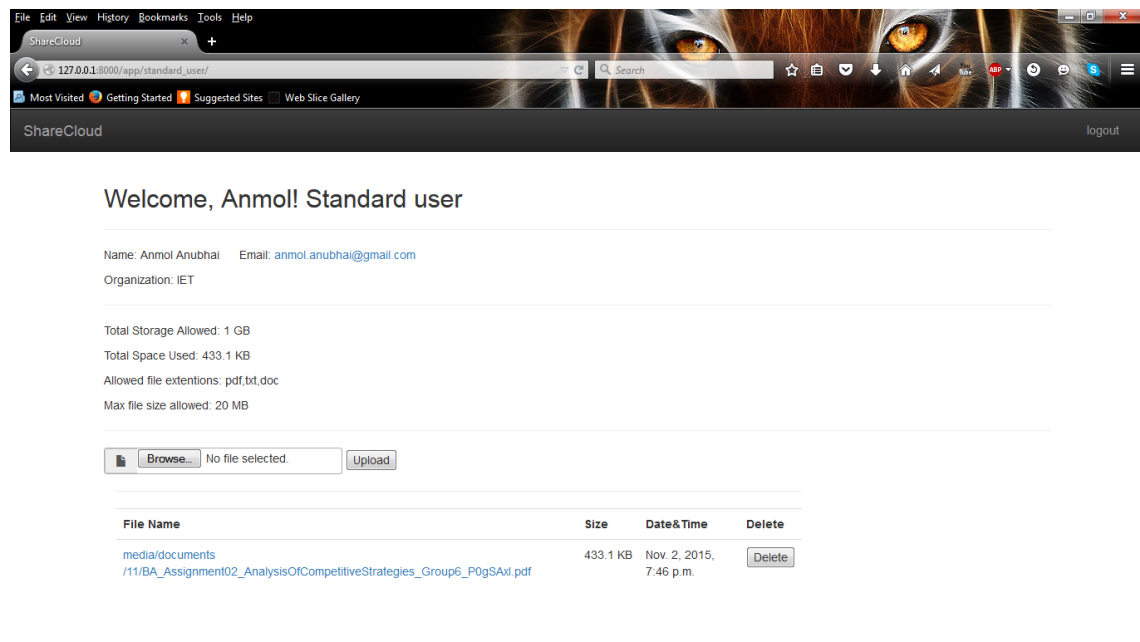 File Edit View History Bookmarks Tools Help
ShareCloud × +
127.0.0.1:8000/app/standard_user/ Search You Tube ABP S
Most Visited Getting Started Suggested Sites Web Slice Gallery
ShareCloud logout
Welcome, Anmol! Standard user
Name: Anmol Anubhai Email: anmol.anubhai@gmail.com
Organization: IET
Total Storage Allowed: 1 GB
Total Space Used: 433.1 KB
Allowed file extentions: pdf,txt,doc
Max file size allowed: 20 MB
Browse... No file selected. Upload
File Name Size Date&Time Delete
media/documents 433.1 KB Nov. 2, 2015, Delete
/11/BA_Assignment02_AnalysisOfCompetitiveStrategies_Group6_P0gSAxI.pdf 7:46 p.m.